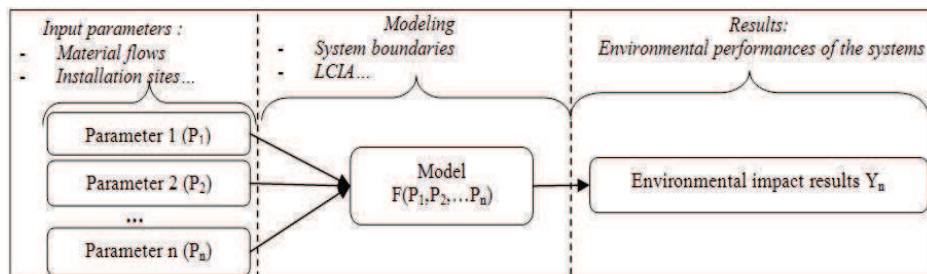 Input parameters :
- Material flows
- Installation sites…
Parameter 1 (P1)
Parameter 2 (P2)
...
Parameter n (Pn)
Modeling
- System boundaries
- LCIA…
Model
F(P1,P2,…Pn)
Results:
Environmental performances of the systems
Environmental impact results Yn